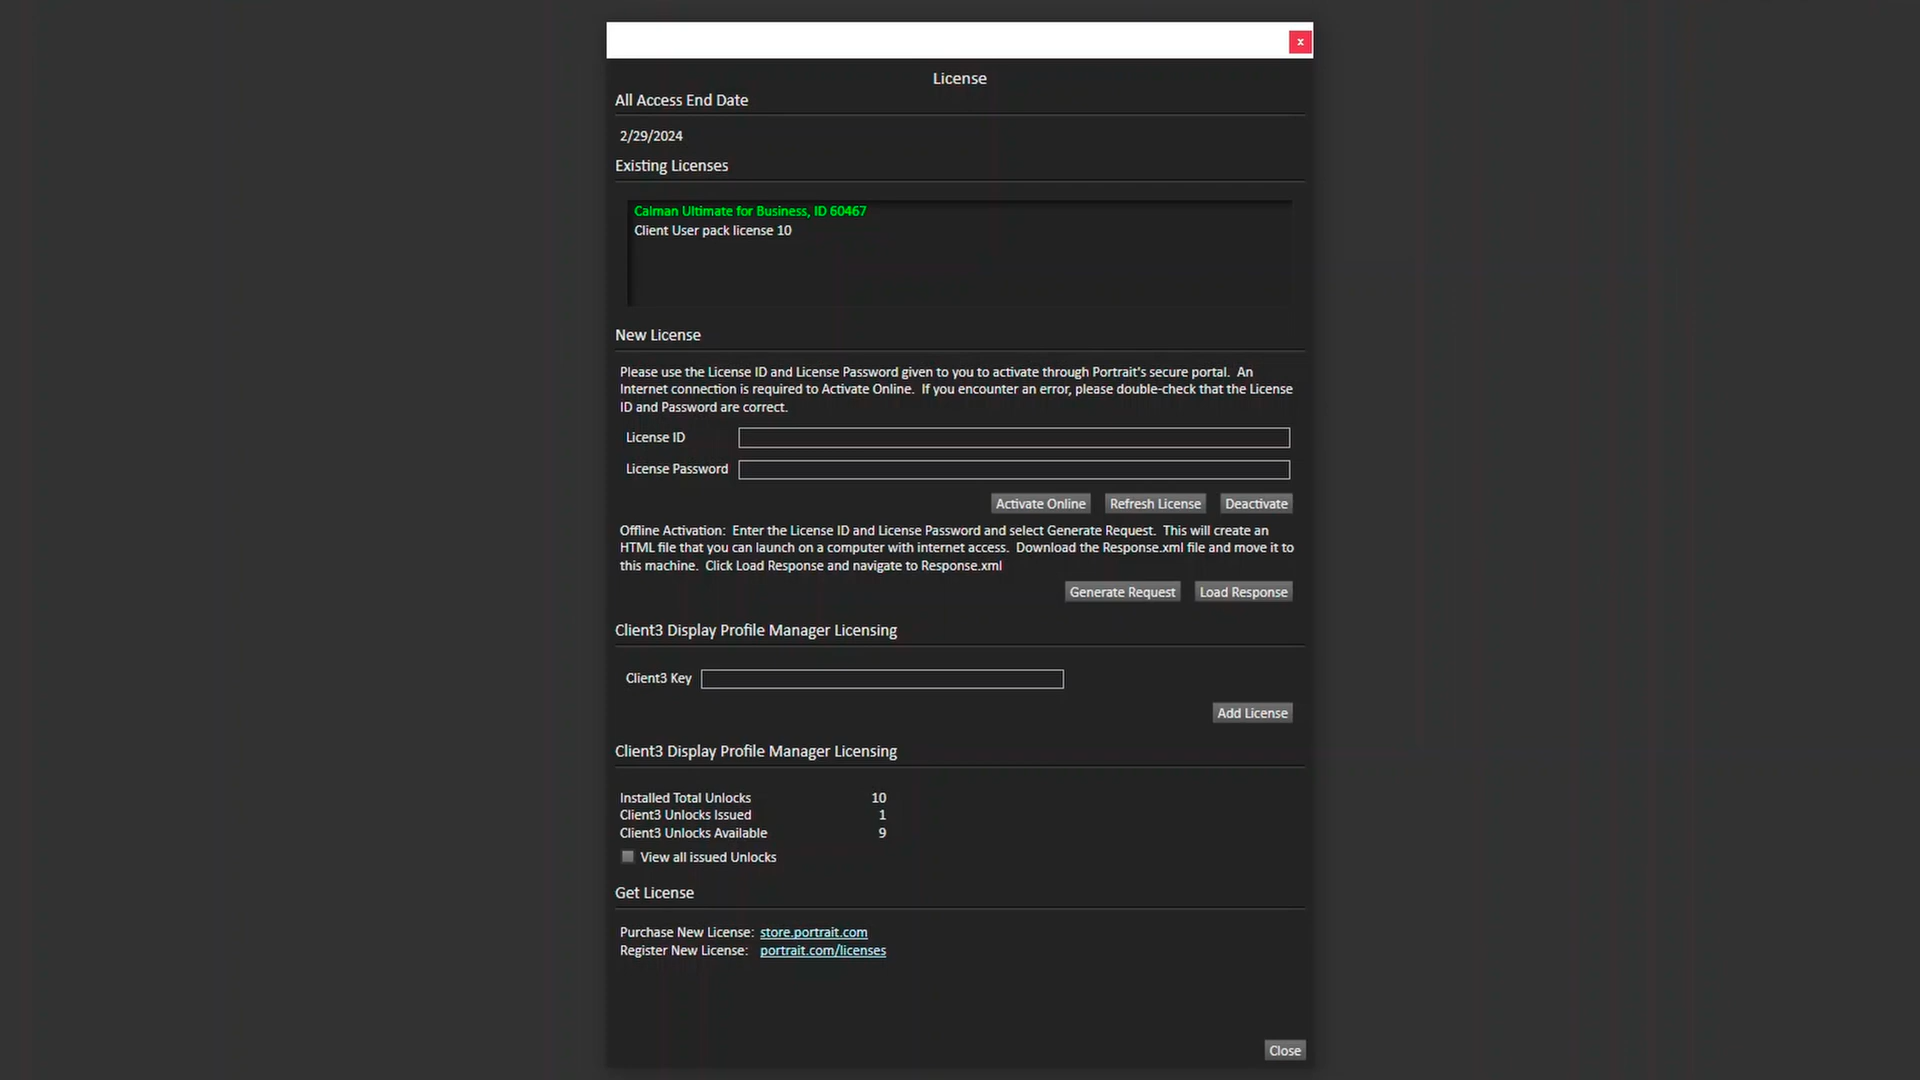 x
License
All Access End Date
2/29/2024
Existing Licenses
Calman Ultimate for Business, ID 60467
Client User pack license 10
New License
Please use the License ID and License Password given to you to activate through Portrait's secure portal.  An
Internet connection is required to Activate Online.  If you encounter an error, please double-check that the License
ID and Password are correct.
License ID
License Password
Activate Online Refresh License Deactivate
Offline Activation:  Enter the License ID and License Password and select Generate Request.  This will create an
HTML file that you can launch on a computer with internet access.  Download the Response.xml file and move it to
this machine.  Click Load Response and navigate to Response.xml
Generate Request Load Response
Client3 Display Profile Manager Licensing
Client3 Key
Add License
Client3 Display Profile Manager Licensing
Installed Total Unlocks 10
Client3 Unlocks Issued 1
Client3 Unlocks Available 9
View all issued Unlocks
Get License
Purchase New License: store.portrait.com
Register New License: portrait.com/licenses
Close